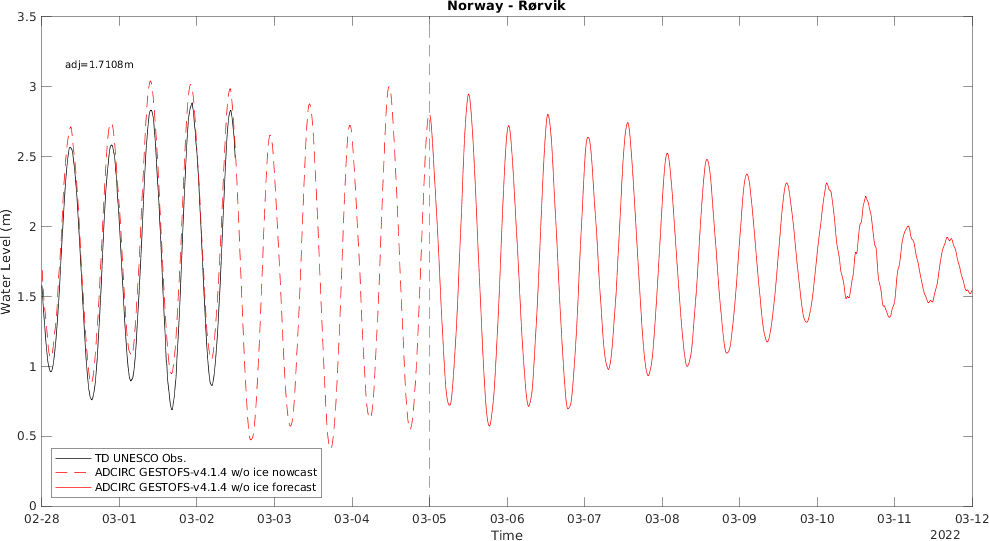 Norway - Rørvik
3.5
adj=1.7108m
3
2.5
2
1.5
1
0.5
0
Water Level (m)
TD UNESCO Obs.
ADCIRC GESTOFS-v4.1.4 w/o ice nowcast
ADCIRC GESTOFS-v4.1.4 w/o ice forecast
02-28 03-01 03-02 03-03 03-04 03-05 03-06 03-07 03-08 03-09 03-10 03-11 03-12
Time
2022